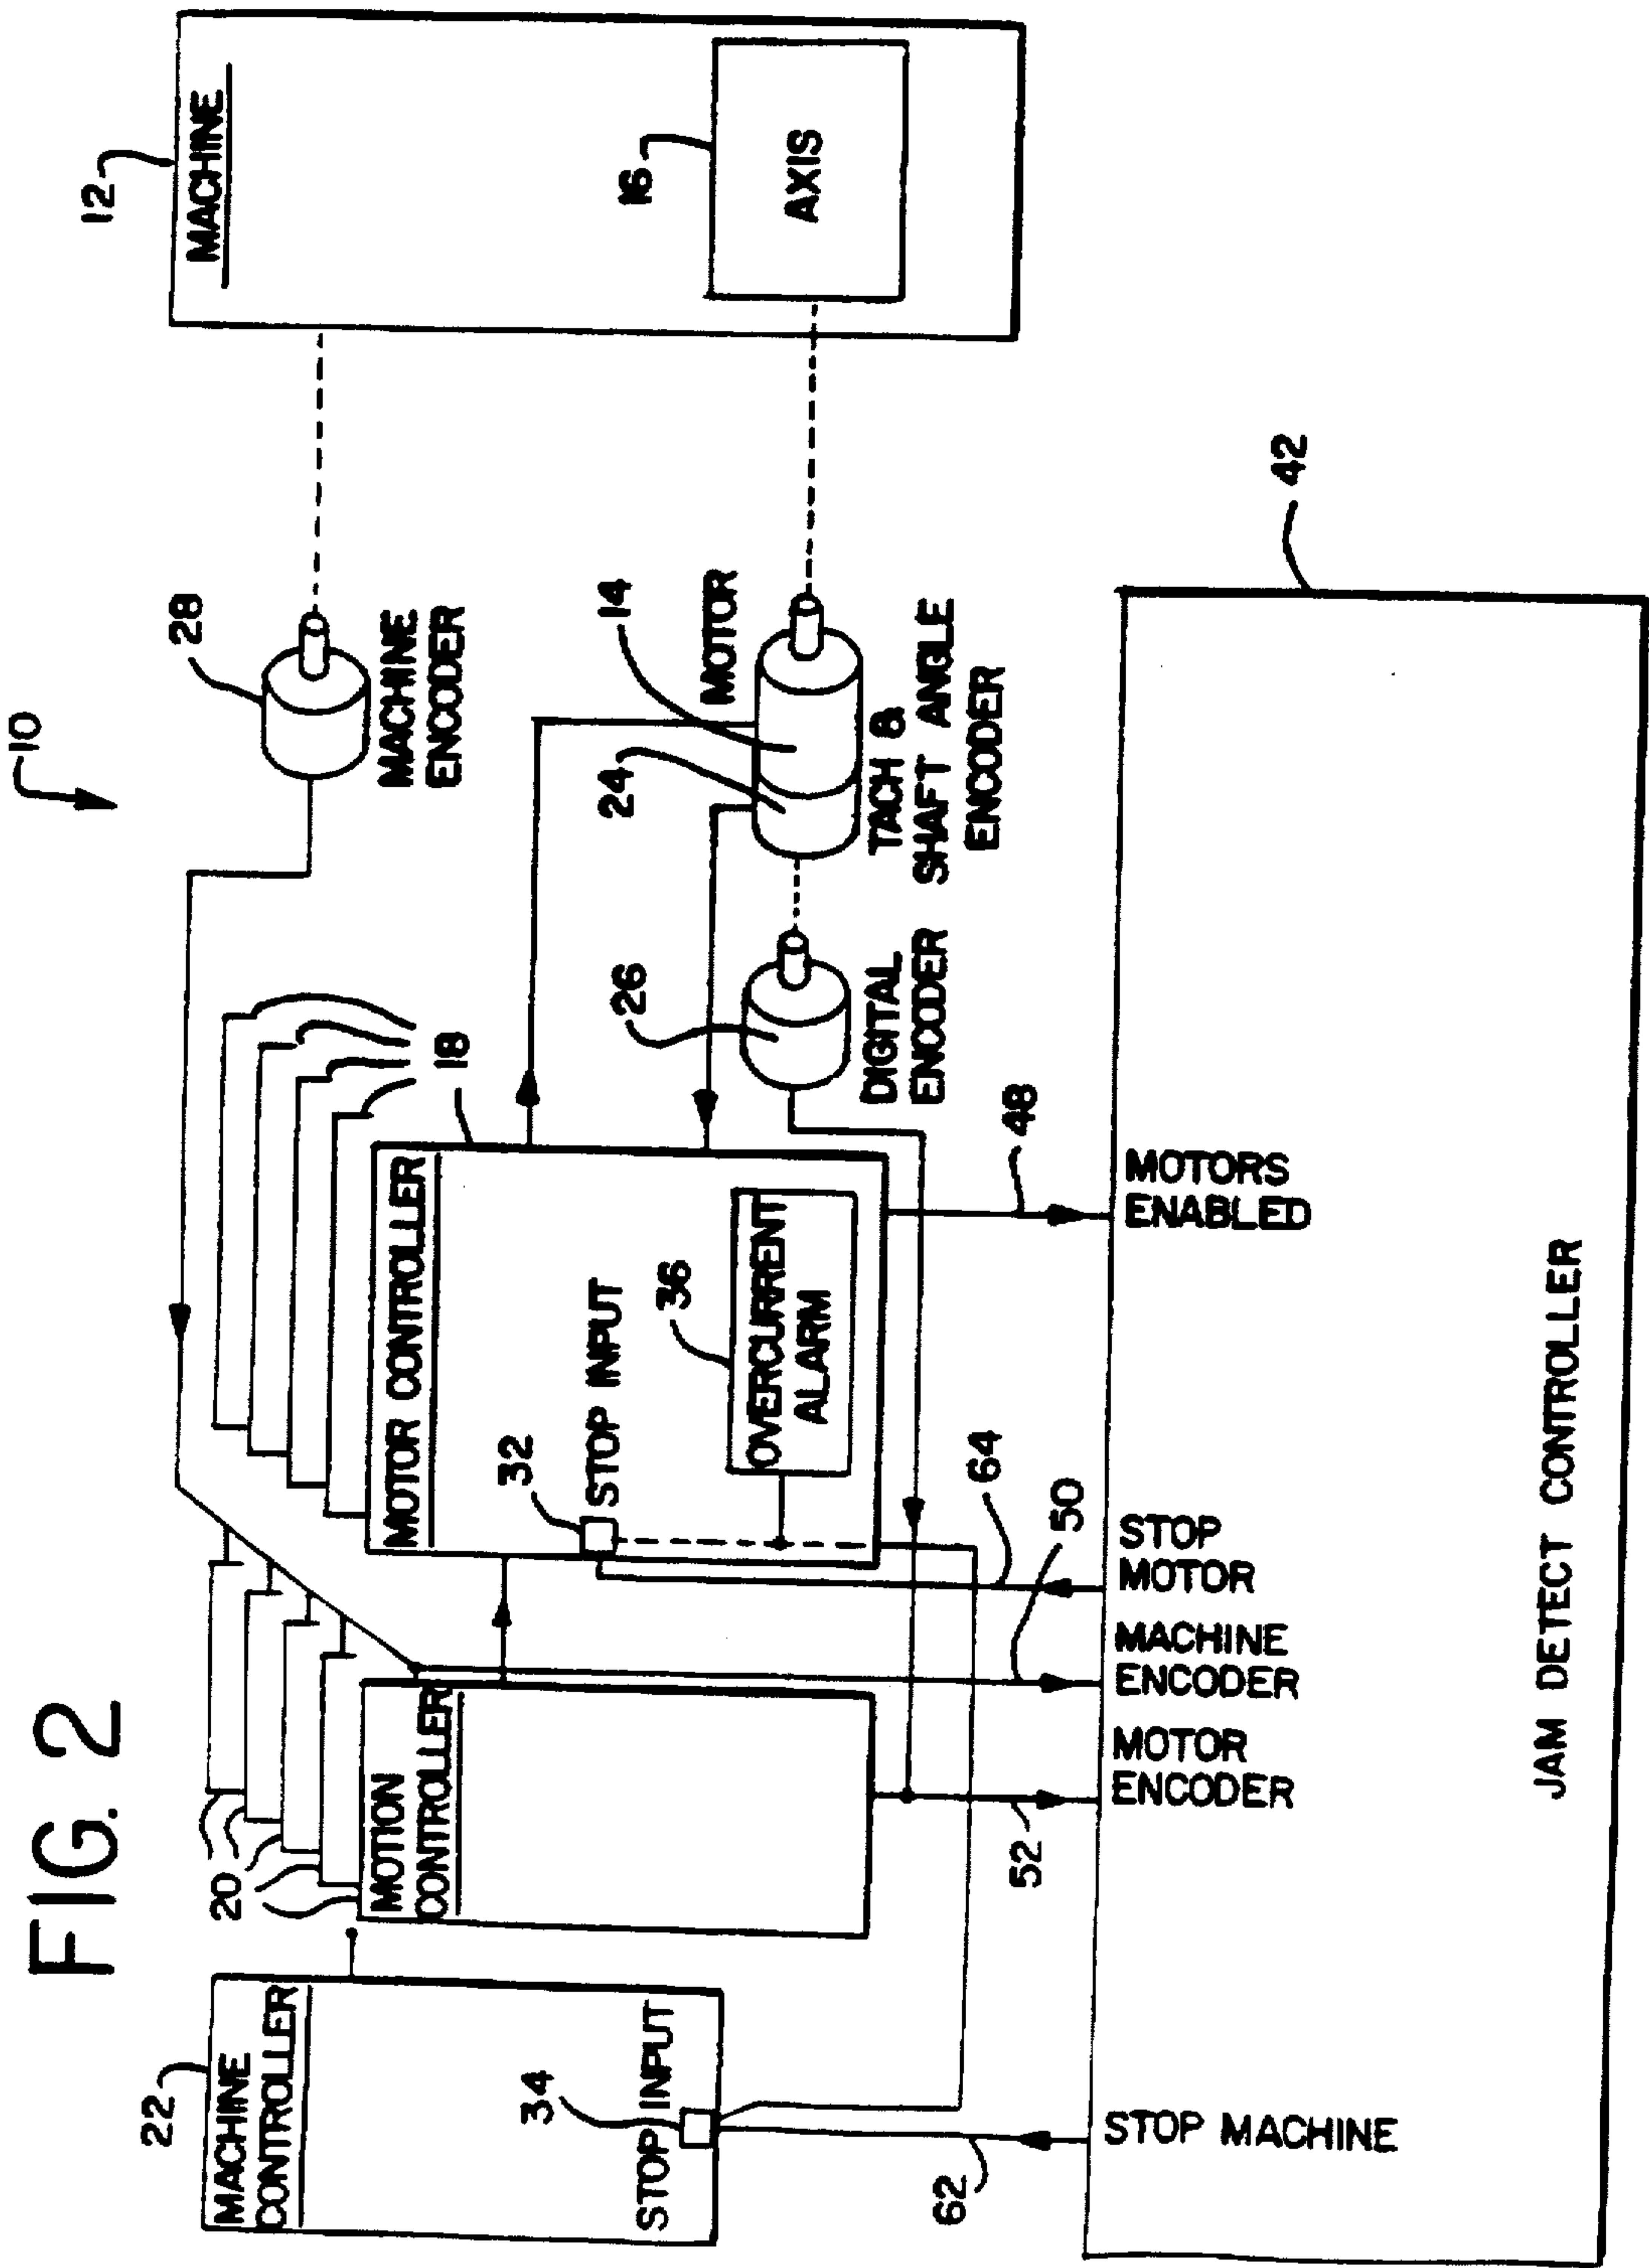 FIG. 2
10
12
MACHINE
16
AXIS
28
MACHINE
ENCODER
14
MOTOR
24
TACH &
SHAFT ANGLE
ENCODER
26
DIGITAL
ENCODER
18
MOTOR CONTROLLER
32
STOP INPUT
36
OVERCURRENT
ALARM
20
MOTION
CONTROLLER
22
MACHINE
CONTROLLER
34
STOP INPUT
62
STOP MACHINE
52
MOTOR
ENCODER
50
MACHINE
ENCODER
64
STOP
MOTOR
48
MOTORS
ENABLED
42
JAM DETECT CONTROLLER